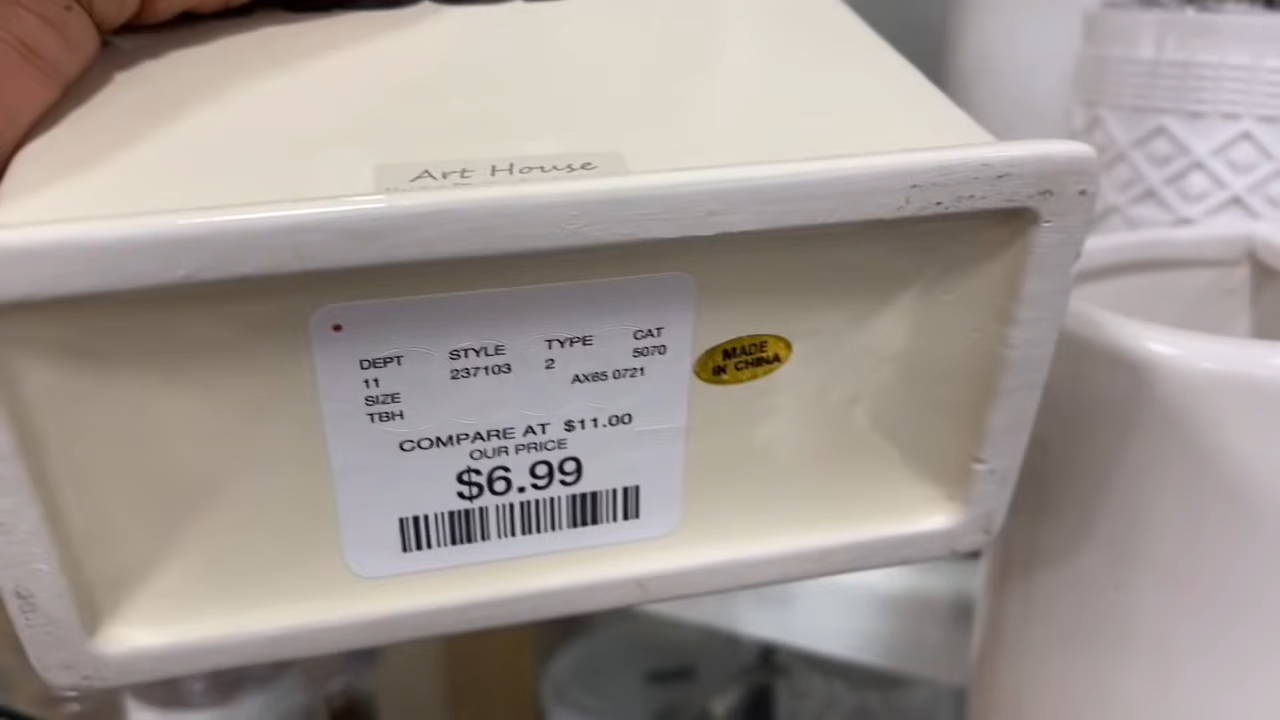 Art House
DEPT STYLE TYPE CAT
11 237103 2 5070
SIZE AX65 0721
TBH
COMPARE AT $11.00
OUR PRICE
$6.99
MADE
IN CHINA